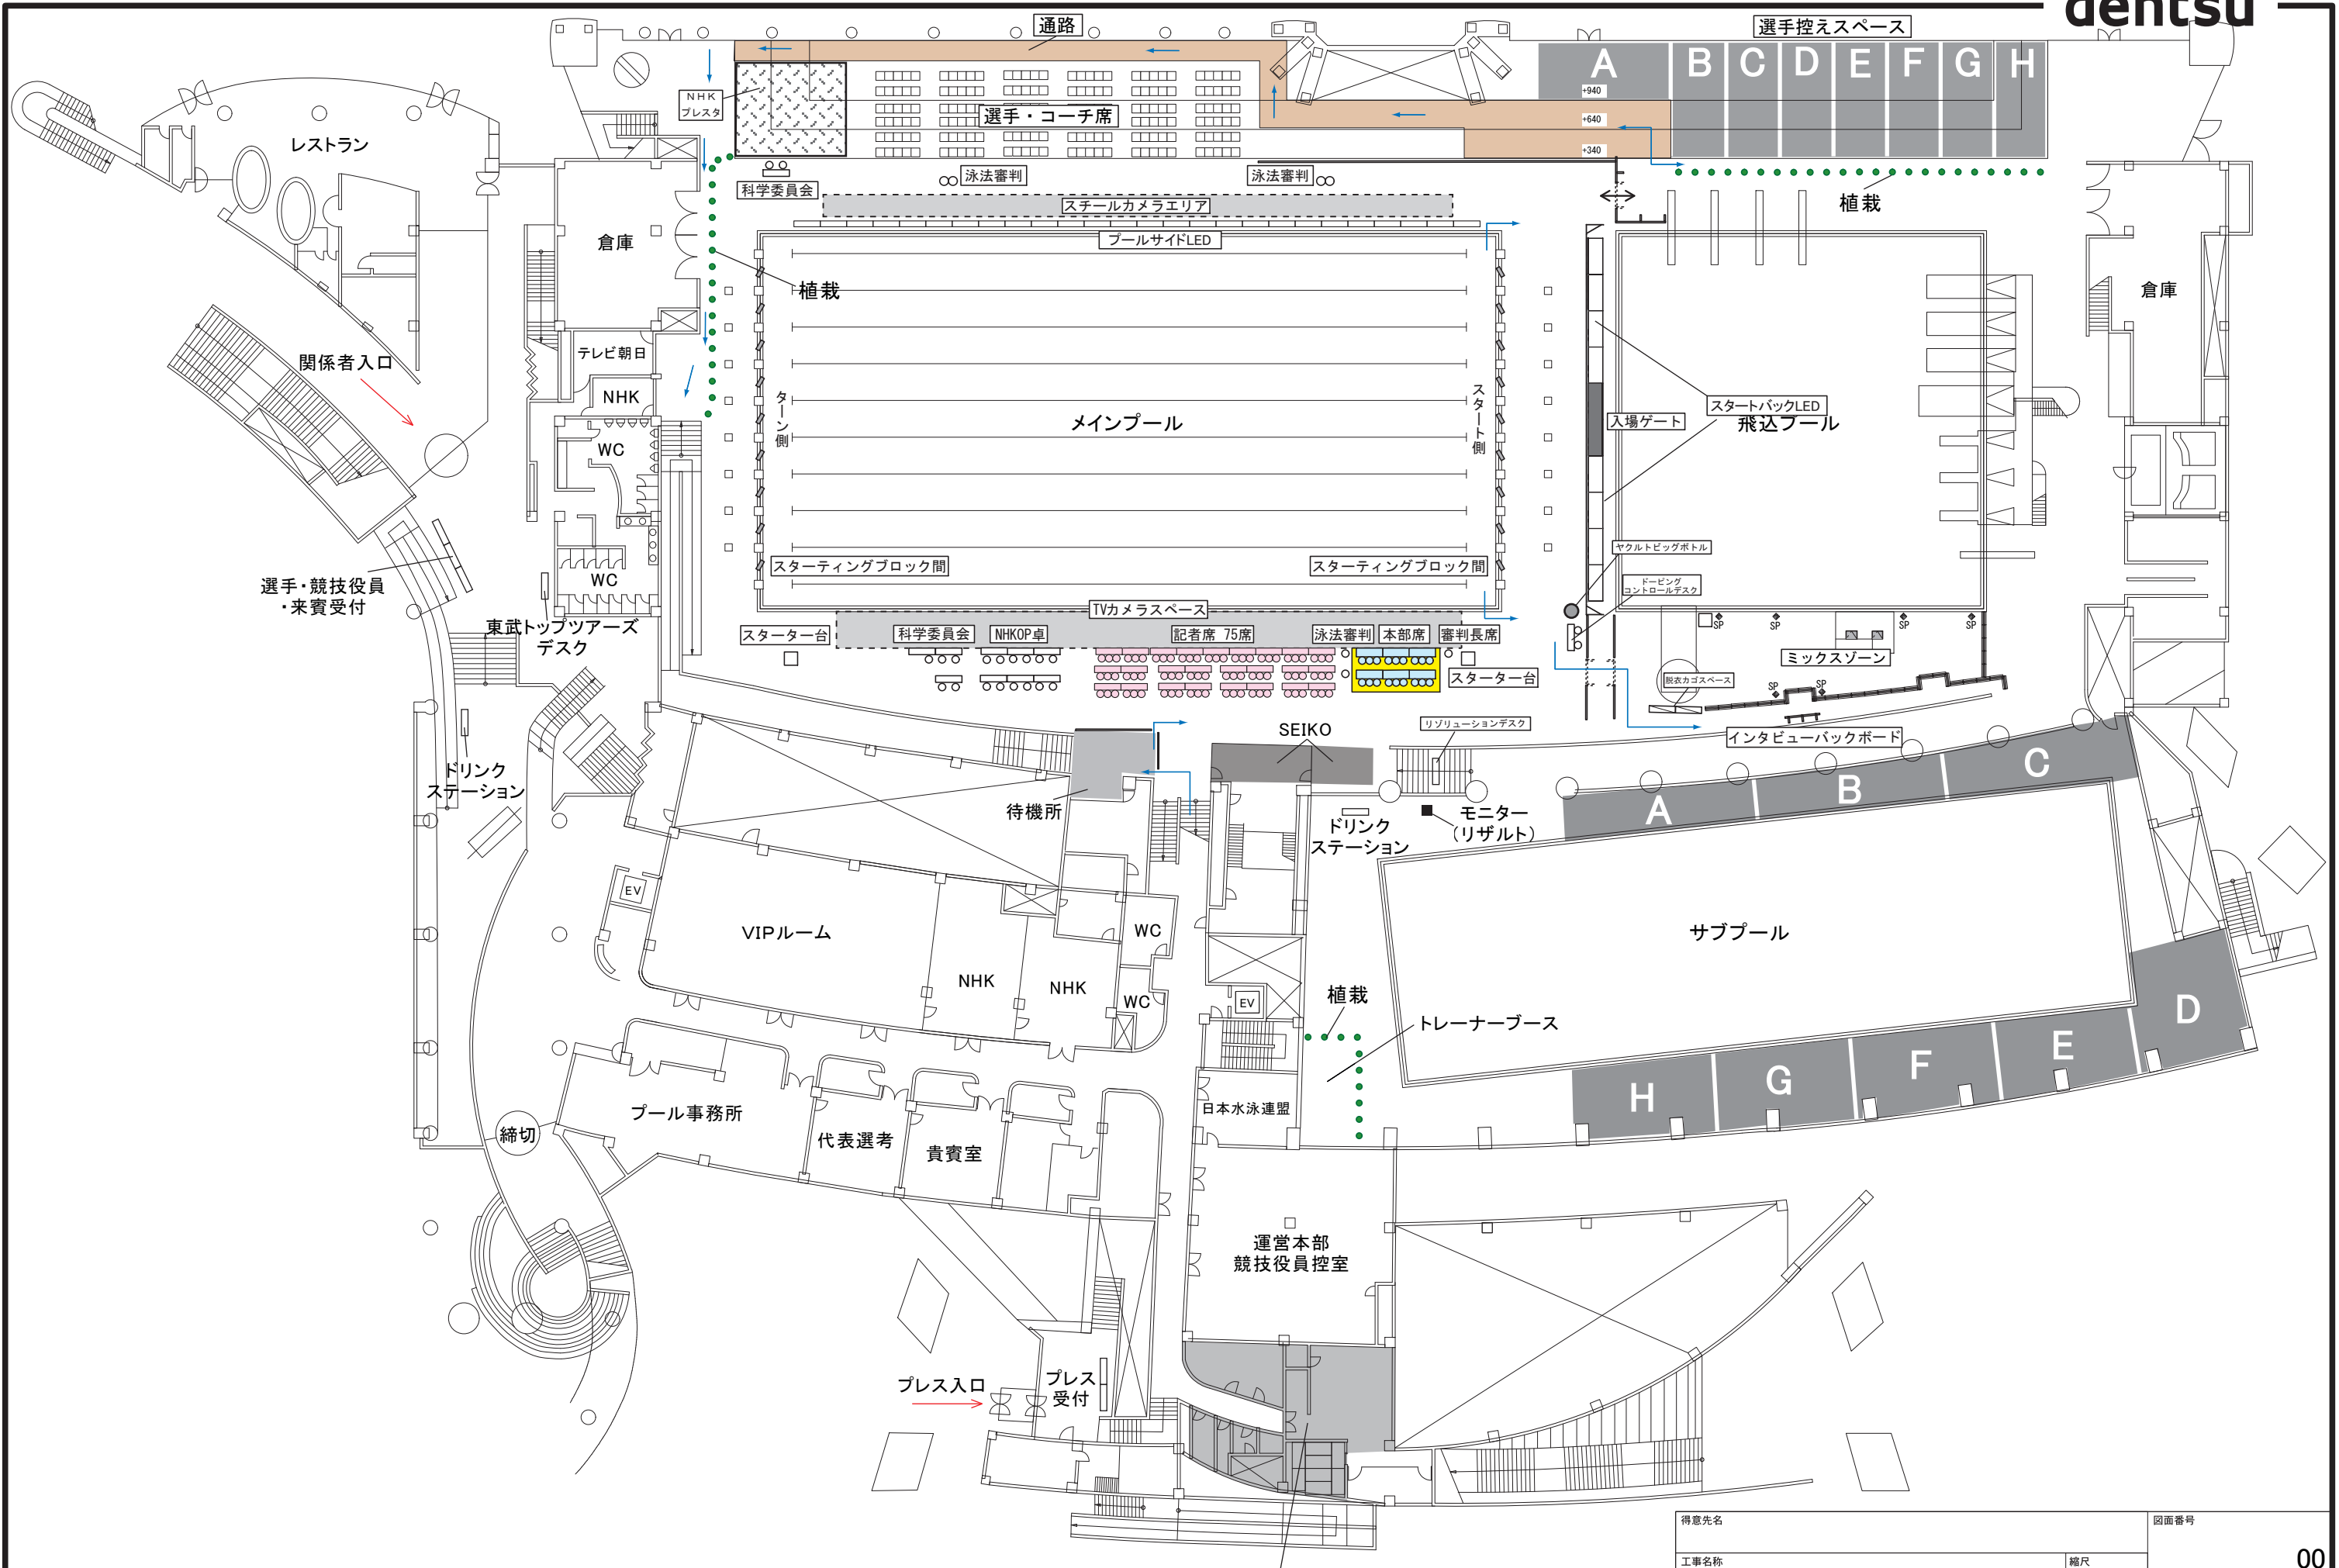 dentsu
通路
選手控えスペース
A
B
C
D
E
F
G
H
NHK
プレスタ
+940
選手・コーチ席
+640
+340
レストラン
科学委員会
泳法審判
泳法審判
植栽
スチールカメラエリア
倉庫
プールサイドLED
植栽
倉庫
関係者入口
テレビ朝日
NHK
ターン側
メインプール
スタート側
スタートバックLED
入場ゲート
飛込プール
WC
ヤクルトビッグボトル
スターティングブロック間
スターティングブロック間
WC
ドーピング
コントロールデスク
選手・競技役員
・来賓受付
TVカメラスペース
東武トップツアーズ
デスク
スターター台
科学委員会
NHKOP卓
記者席 75席
泳法審判
本部席
審判長席
SP
SP
SP
SP
ミックスゾーン
スターター台
脱衣カゴスペース
SP
SP
SEIKO
リゾリューションデスク
インタビューバックボード
ドリンク
ステーション
待機所
ドリンク
ステーション
モニター
(リザルト)
A
B
C
EV
VIPルーム
WC
サブプール
NHK
NHK
WC
EV
植栽
トレーナーブース
D
E
F
G
H
プール事務所
日本水泳連盟
締切
代表選考
貴賓室
運営本部
競技役員控室
プレス入口
プレス
受付
得意先名
図面番号
工事名称
縮尺
00